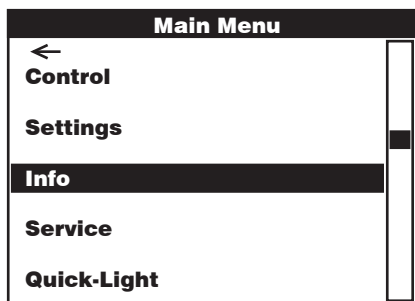 Main Menu
←
Control
Settings
Info
Service
Quick-Light